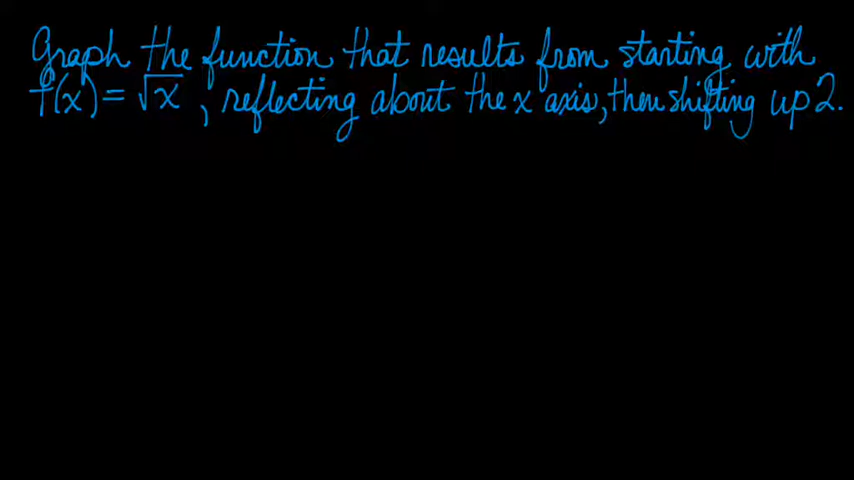 Graph the function that results from starting with
f(x) = √x , reflecting about the x axis, then shifting up 2.